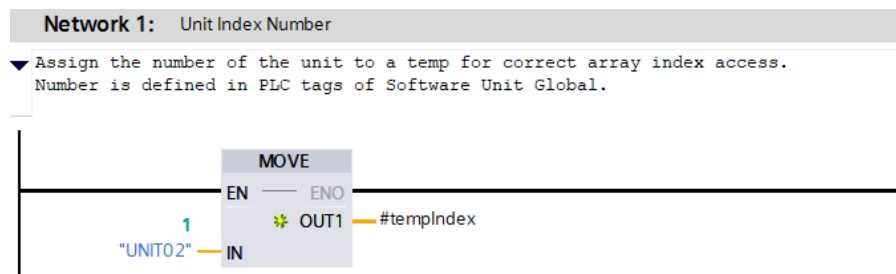 Network 1: Unit Index Number
Assign the number of the unit to a temp for correct array index access.
Number is defined in PLC tags of Software Unit Global.
MOVE
EN ENO
1 OUT1 #tempIndex
"UNIT02" IN